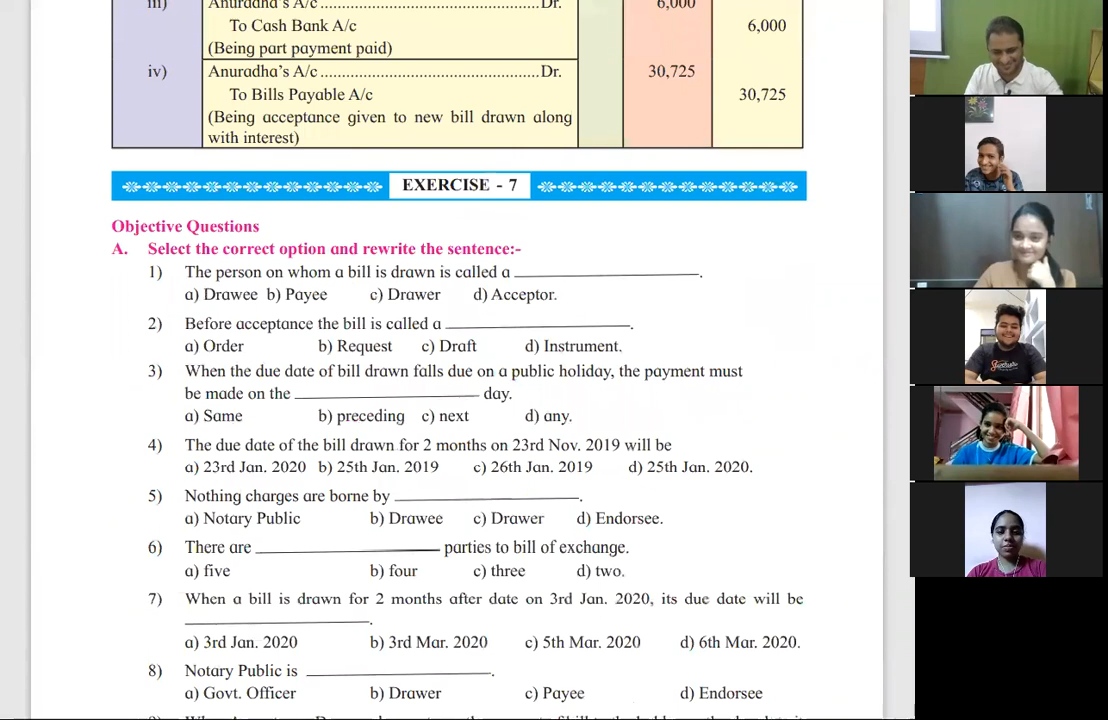 iii) Anuradha's A/c Dr. 6,000
To Cash Bank A/c 6,000
(Being part payment paid)
iv) Anuradha's A/c Dr. 30,725
To Bills Payable A/c 30,725
(Being acceptance given to new bill drawn along
with interest)
EXERCISE - 7
Objective Questions
A. Select the correct option and rewrite the sentence:-
1) The person on whom a bill is drawn is called a ____________________.
a) Drawee b) Payee c) Drawer d) Acceptor.
2) Before acceptance the bill is called a ____________________.
a) Order b) Request c) Draft d) Instrument.
3) When the due date of bill drawn falls due on a public holiday, the payment must
be made on the ____________________ day.
a) Same b) preceding c) next d) any.
4) The due date of the bill drawn for 2 months on 23rd Nov. 2019 will be
a) 23rd Jan. 2020 b) 25th Jan. 2019 c) 26th Jan. 2019 d) 25th Jan. 2020.
5) Nothing charges are borne by ____________________.
a) Notary Public b) Drawee c) Drawer d) Endorsee.
6) There are ____________________ parties to bill of exchange.
a) five b) four c) three d) two.
7) When a bill is drawn for 2 months after date on 3rd Jan. 2020, its due date will be
____________________.
a) 3rd Jan. 2020 b) 3rd Mar. 2020 c) 5th Mar. 2020 d) 6th Mar. 2020.
8) Notary Public is ____________________.
a) Govt. Officer b) Drawer c) Payee d) Endorsee